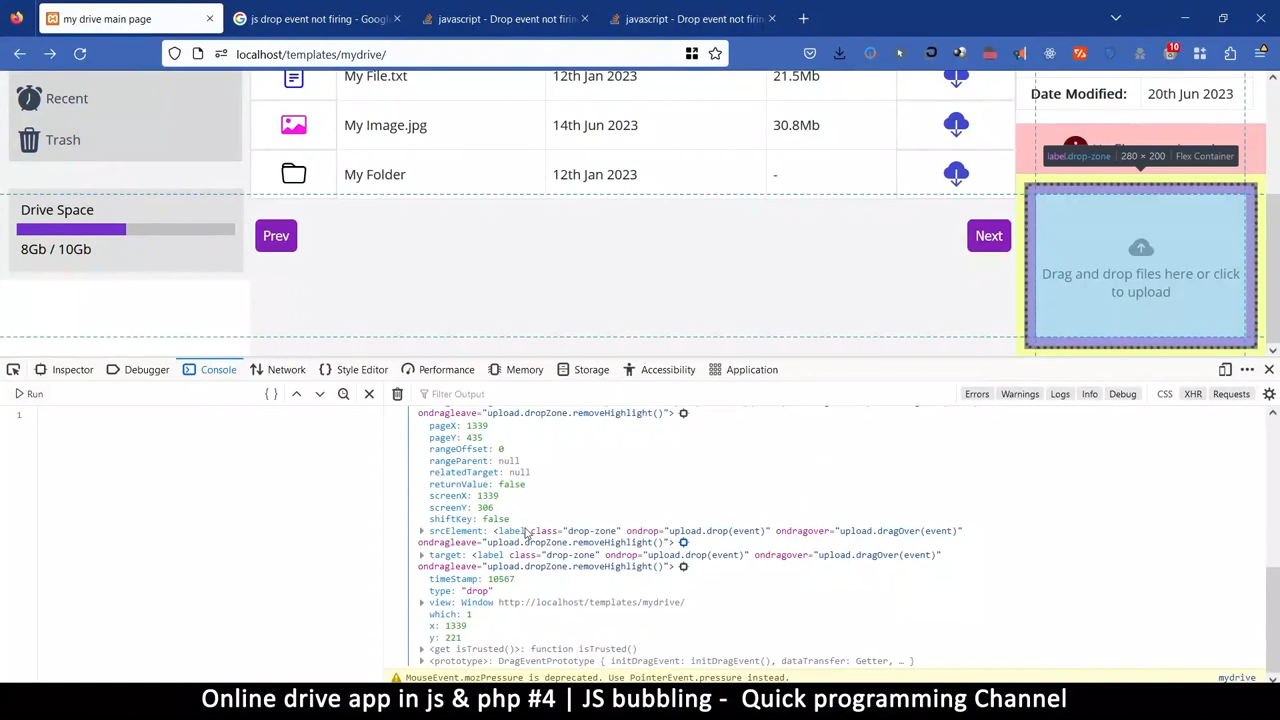 my drive main page
js drop event not firing - Google
javascript - Drop event not firin
javascript - Drop event not firin
localhost/templates/mydrive/
10
Recent
Trash
Drive Space
8Gb / 10Gb
My File.txt 12th Jan 2023 21.5Mb
My Image.jpg 14th Jun 2023 30.8Mb
My Folder 12th Jan 2023 -
Prev Next
Date Modified: 20th Jun 2023
label.drop-zone 280 × 200 Flex Container
Drag and drop files here or click
to upload
Inspector Debugger Console Network Style Editor Performance Memory Storage Accessibility Application
Run Filter Output Errors Warnings Logs Info Debug CSS XHR Requests
1
ondragleave="upload.dropZone.removeHighlight()">
pageX: 1339
pageY: 435
rangeOffset: 0
rangeParent: null
relatedTarget: null
returnValue: false
screenX: 1339
screenY: 306
shiftKey: false
srcElement: <label class="drop-zone" ondrop="upload.drop(event)" ondragover="upload.dragOver(event)"
ondragleave="upload.dropZone.removeHighlight()">
target: <label class="drop-zone" ondrop="upload.drop(event)" ondragover="upload.dragOver(event)"
ondragleave="upload.dropZone.removeHighlight()">
timeStamp: 10567
type: "drop"
view: Window http://localhost/templates/mydrive/
which: 1
x: 1339
y: 221
<get isTrusted()>: function isTrusted()
<prototype>: DragEventPrototype { initDragEvent: initDragEvent(), dataTransfer: Getter, … }
MouseEvent.mozPressure is deprecated. Use PointerEvent.pressure instead. mydrive
Online drive app in js & php #4 | JS bubbling - Quick programming Channel